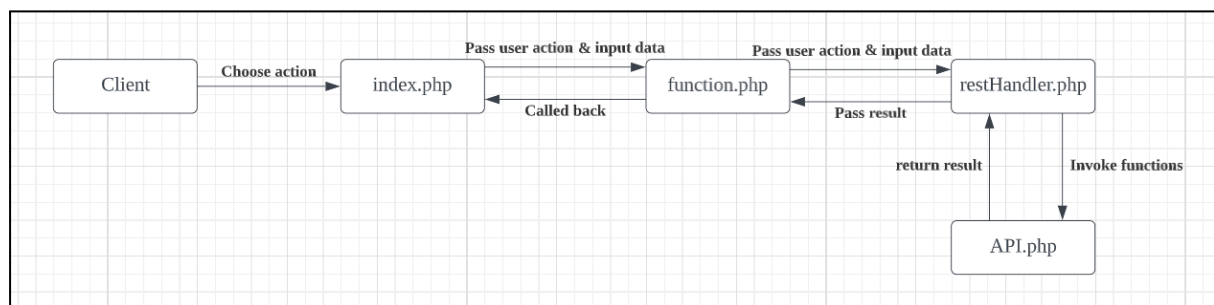 Pass user action & input data
Pass user action & input data
Client
Choose action
index.php
function.php
restHandler.php
Called back
Pass result
return result
Invoke functions
API.php